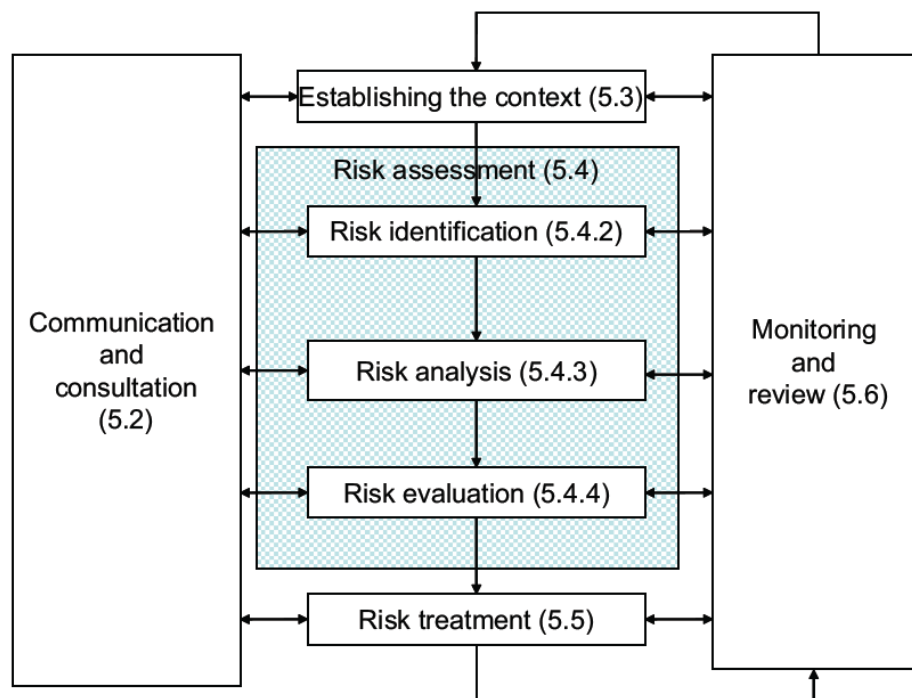 Establishing the context (5.3)
Risk assessment (5.4)
Risk identification (5.4.2)
Communication
and
consultation
(5.2)
Risk analysis (5.4.3)
Monitoring
and
review (5.6)
Risk evaluation (5.4.4)
Risk treatment (5.5)